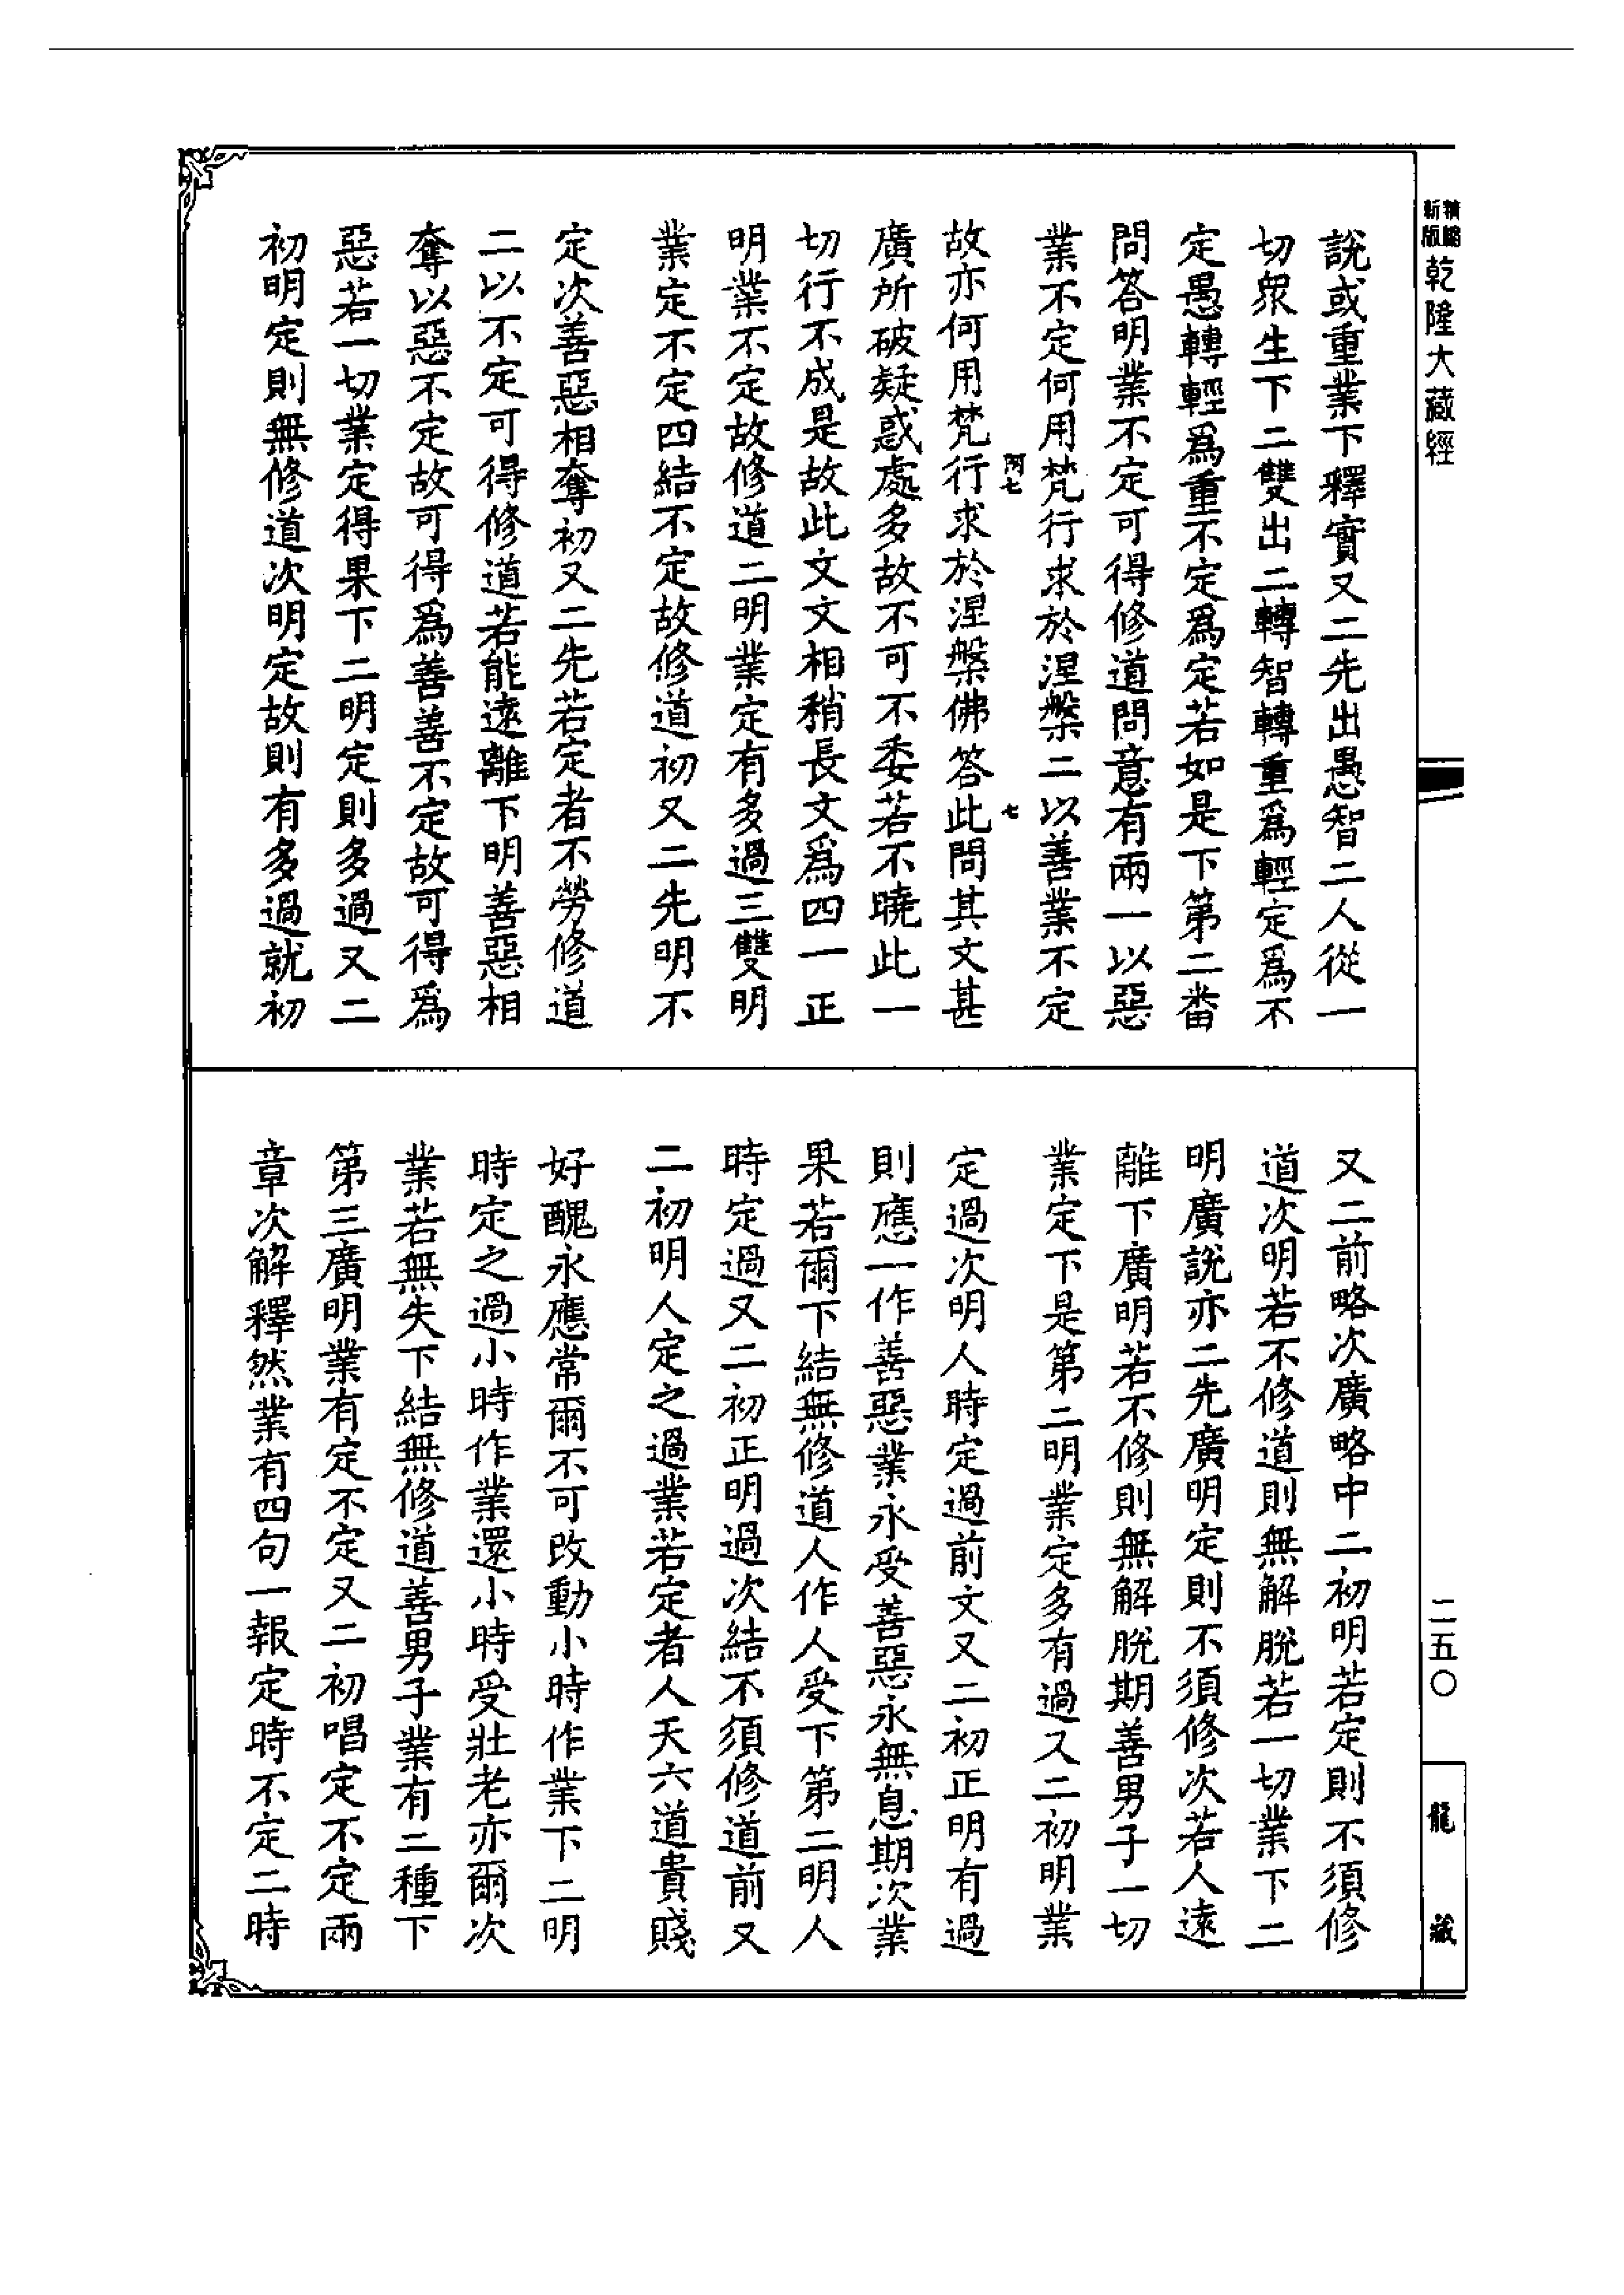 新版 精縮
乾隆大藏經
說或重業下釋實又二先出愚智二人從一
切眾生下二雙出二轉智轉重爲輕定爲不
定愚轉輕爲重不定爲定若如是下第二番
問答明業不定可得修道問意有兩一以惡
業不定何用梵行求於涅槃二以善業不定
阿七
七
故亦何用梵行求於涅槃佛答此問其文甚
廣所破疑惑處多故不可不委若不曉此一
切行不成是故此文文相稍長文爲四一正
明業不定故修道二明業定有多過三雙明
業定不定四結不定故修道初又二先明不
定次善惡相奪初又二先若定者不勞修道
二以不定可得修道若能遠離下明善惡相
奪以惡不定故可得爲善善不定故可得爲
惡若一切業定得果下二明定則多過又二
初明定則無修道次明定故則有多過就初
又二前略次廣略中二初明若定則不須修
道次明若不修道則無解脫若一切業下二
明廣說亦二先廣明定則不須修次若人遠
離下廣明若不修則無解脫期善男子一切
業定下是第二明業定多有過又二初明業
定過次明人時定過前文又二初正明有過
則應一作善惡業永受善惡永無息期次業
果若爾下結無修道人作人受下第二明人
時定過又二初正明過次結不須修道前又
二初明人定之過業若定者人天六道貴賤
好醜永應常爾不可改動小時作業下二明
時定之過小時作業還小時受壯老亦爾次
業若無失下結無修道善男子業有二種下
第三廣明業有定不定又二初唱定不定兩
章次解釋然業有四句一報定時不定二時
二五〇
龍藏